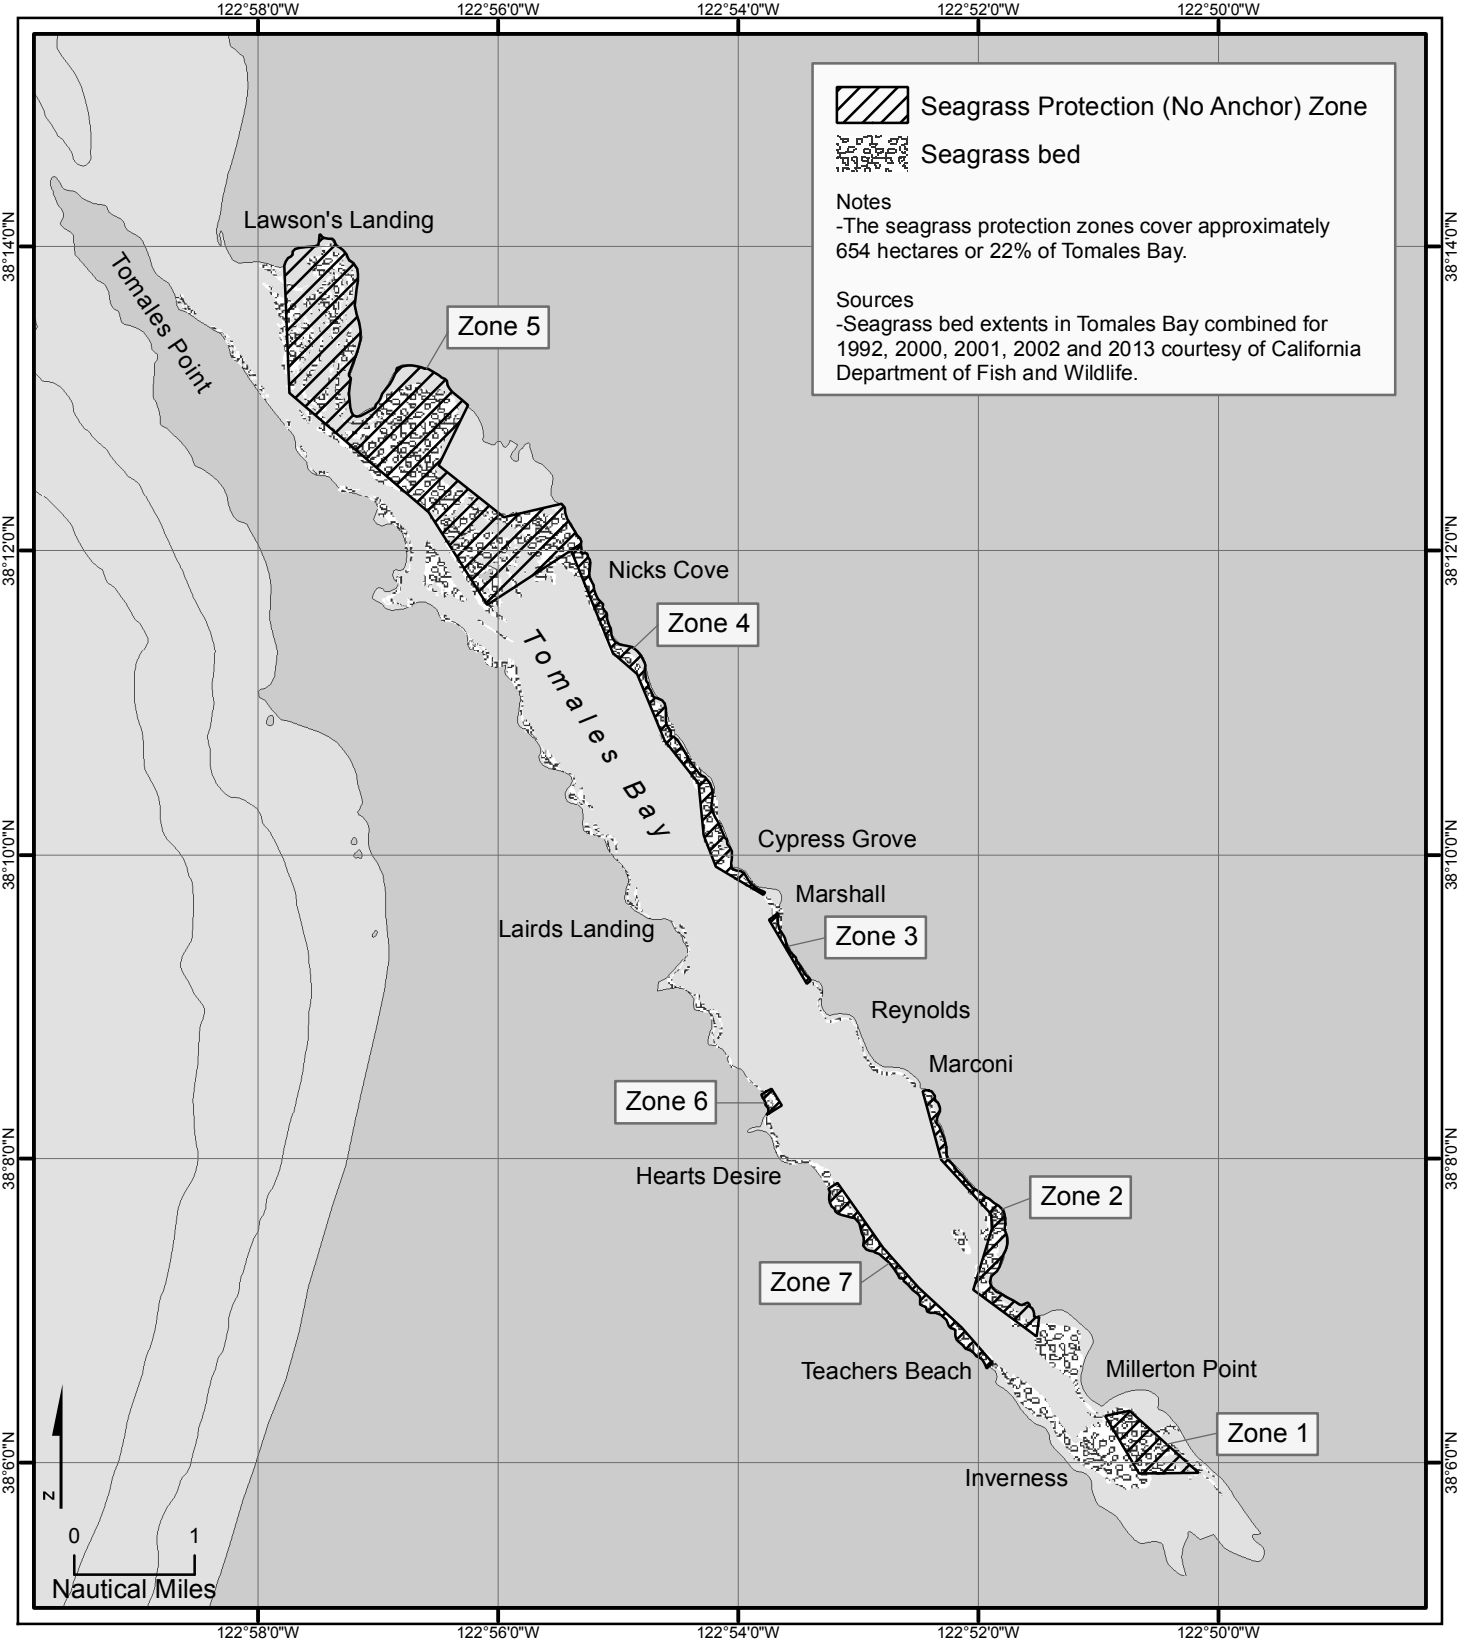 122°58'0"W 122°56'0"W 122°54'0"W 122°52'0"W 122°50'0"W
Seagrass Protection (No Anchor) Zone
Seagrass bed
Notes
-The seagrass protection zones cover approximately
654 hectares or 22% of Tomales Bay.
Sources
-Seagrass bed extents in Tomales Bay combined for
1992, 2000, 2001, 2002 and 2013 courtesy of California
Department of Fish and Wildlife.
Lawson's Landing
38°14'0"N 38°14'0"N
Tomales Point
Zone 5
38°12'0"N 38°12'0"N
Nicks Cove
Zone 4
Tomales Bay
Cypress Grove
38°10'0"N 38°10'0"N
Marshall
Lairds Landing
Zone 3
Reynolds
Marconi
Zone 6
38°8'0"N 38°8'0"N
Hearts Desire
Zone 2
Zone 7
Teachers Beach
Millerton Point
Zone 1
38°6'0"N 38°6'0"N
Inverness
N
0 1
Nautical Miles
122°58'0"W 122°56'0"W 122°54'0"W 122°52'0"W 122°50'0"W